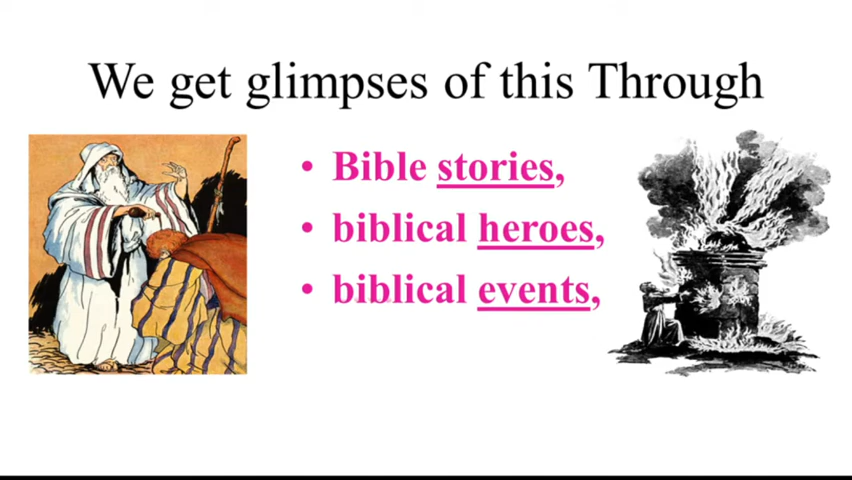 We get glimpses of this Through
• Bible stories,
• biblical heroes,
• biblical events,